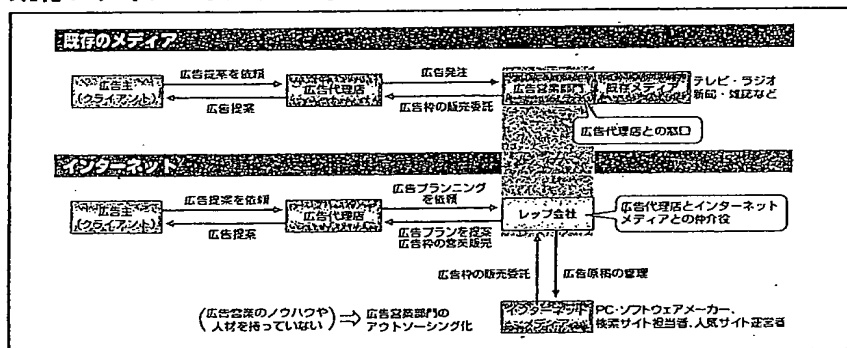 既存のメディア
広告主
(クライアント)
広告提案を依頼
広告提案
広告代理店
広告発注
広告枠の販売委託
広告営業部門
既存メディア
テレビ・ラジオ
新聞・雑誌など
広告代理店との窓口
インターネット
広告主
(クライアント)
広告提案を依頼
広告提案
広告代理店
広告プランニング
を依頼
広告プランを提案
広告枠の営業販売
レップ会社
広告代理店とインターネット
メディアとの仲介役
広告枠の販売委託
広告原稿の管理
(広告営業のノウハウや
人材を持っていない)
⇒ 広告営業部門の
アウトソーシング化
インターネット
メディア
PC・ソフトウェアメーカー、
検索サイト担当者、人気サイト運営者